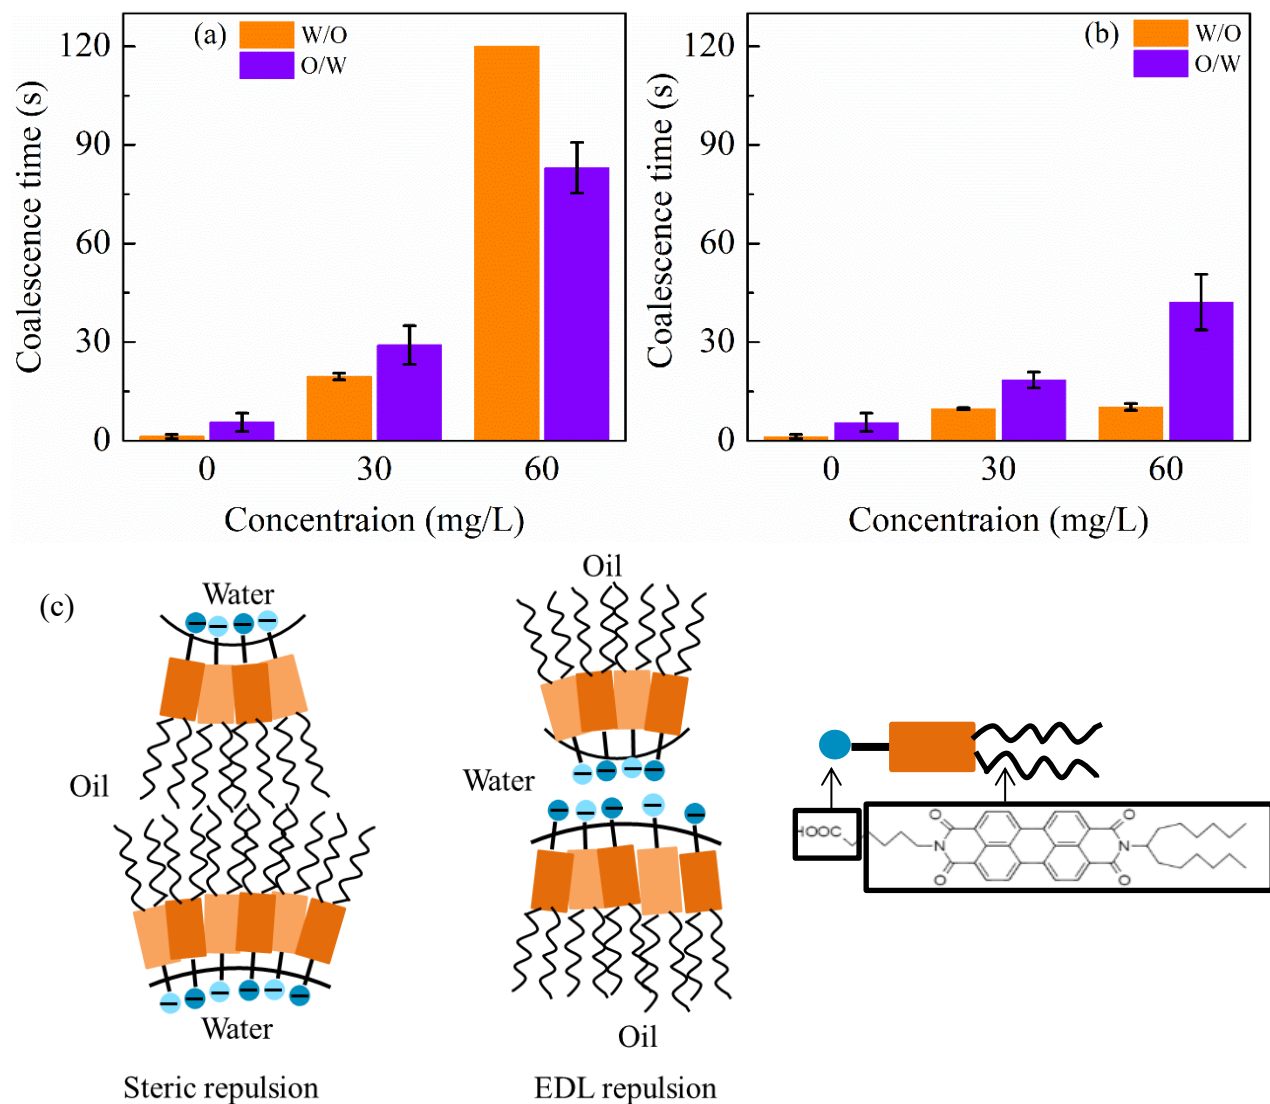 (a)
W/O
O/W
Coalescence time (s)
120
90
60
30
0
0 30 60
Concentraion (mg/L)
(b)
W/O
O/W
Coalescence time (s)
120
90
60
30
0
0 30 60
Concentraion (mg/L)
(c)
Water
Oil
Water
Steric repulsion
Oil
Water
Oil
EDL repulsion
HOOC
O O
N N
O O